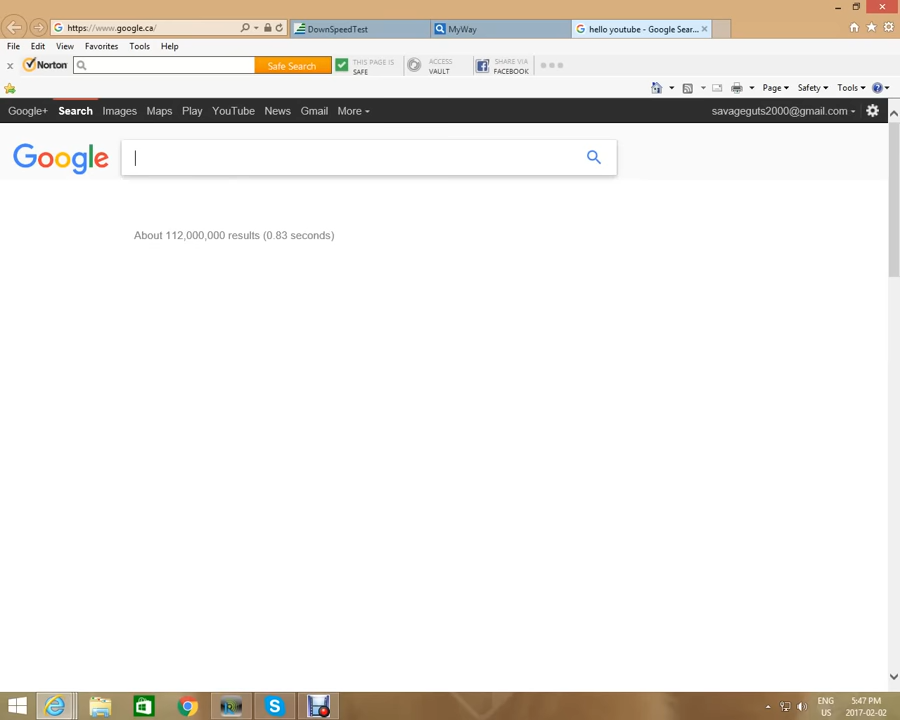 https://www.google.ca/
DownSpeedTest
MyWay
hello youtube - Google Sear...
File Edit View Favorites Tools Help
Norton
Safe Search
THIS PAGE IS
SAFE
ACCESS
VAULT
SHARE VIA
FACEBOOK
Page Safety Tools
Google+ Search Images Maps Play YouTube News Gmail More
savageguts2000@gmail.com
Google
About 112,000,000 results (0.83 seconds)
ENG
US
5:47 PM
2017-02-02